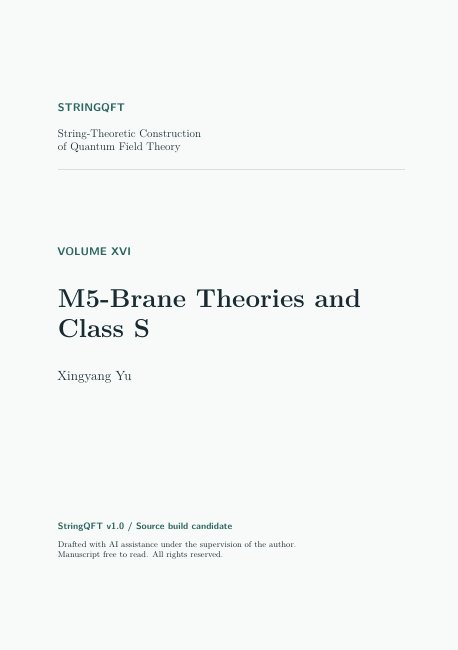 STRINGQFT
String-Theoretic Construction
of Quantum Field Theory
VOLUME XVI
M5-Brane Theories and
Class S
Xingyang Yu
StringQFT v1.0 / Source build candidate
Drafted with AI assistance under the supervision of the author.
Manuscript free to read. All rights reserved.